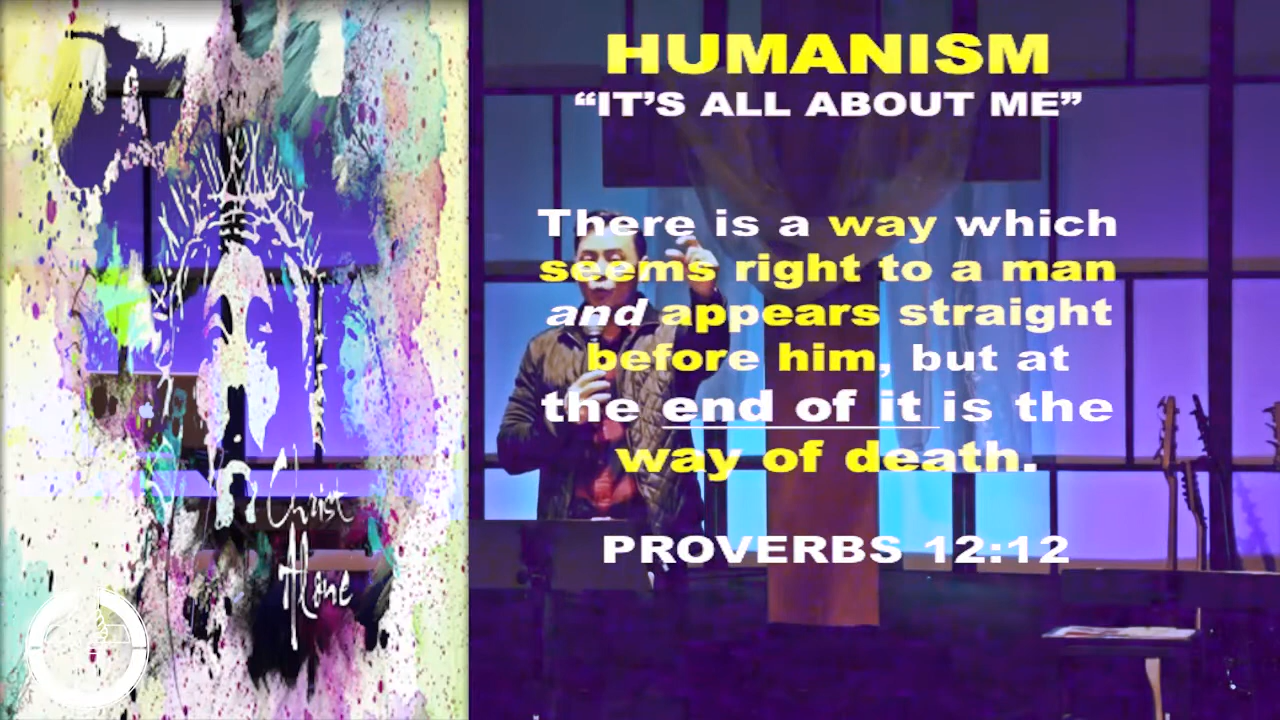 HUMANISM
“IT’S ALL ABOUT ME”
There is a way which
seems right to a man
and appears straight
before him, but at
the end of it is the
way of death.
PROVERBS 12:12
Christ
Alone